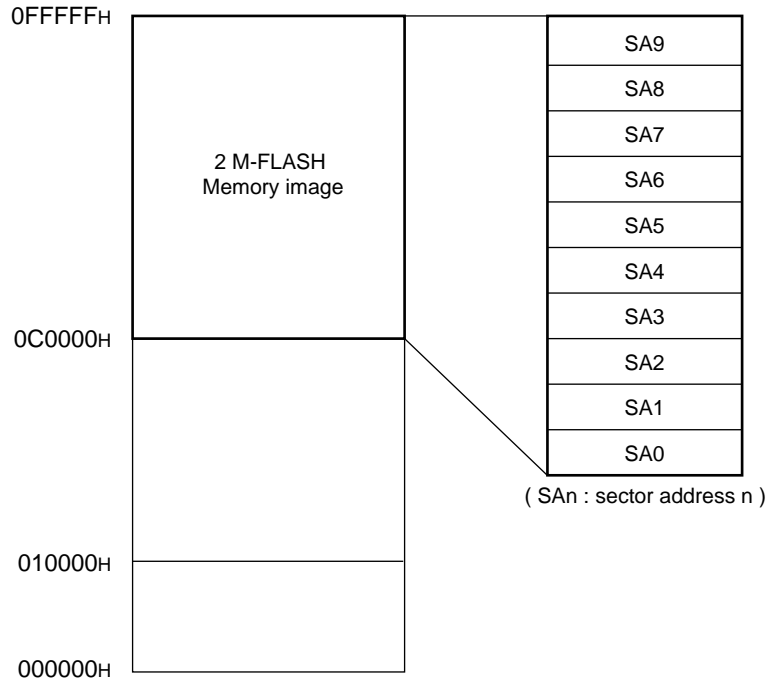 0FFFFFH
2 M-FLASH
Memory image
0C0000H
010000H
000000H
SA9
SA8
SA7
SA6
SA5
SA4
SA3
SA2
SA1
SA0
( SAn : sector address n )